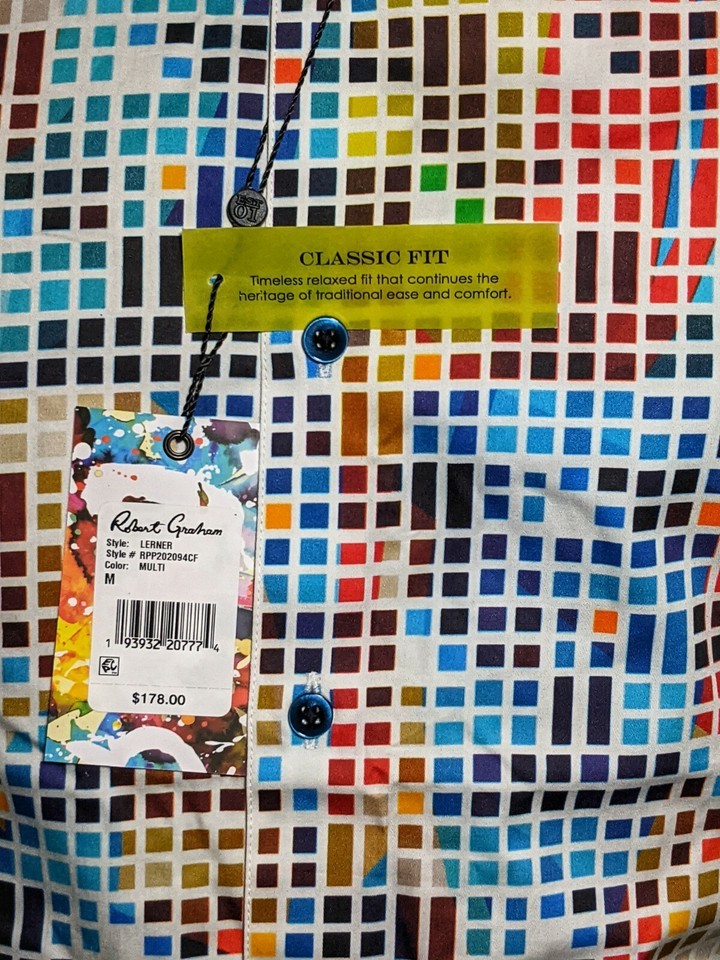 01
CLASSIC FIT
Timeless relaxed fit that continues the
heritage of traditional ease and comfort.
Robert Graham
Style: LERNER
Style # RPP202094CF
Color: MULTI
M
1 93932 20777 4
$178.00